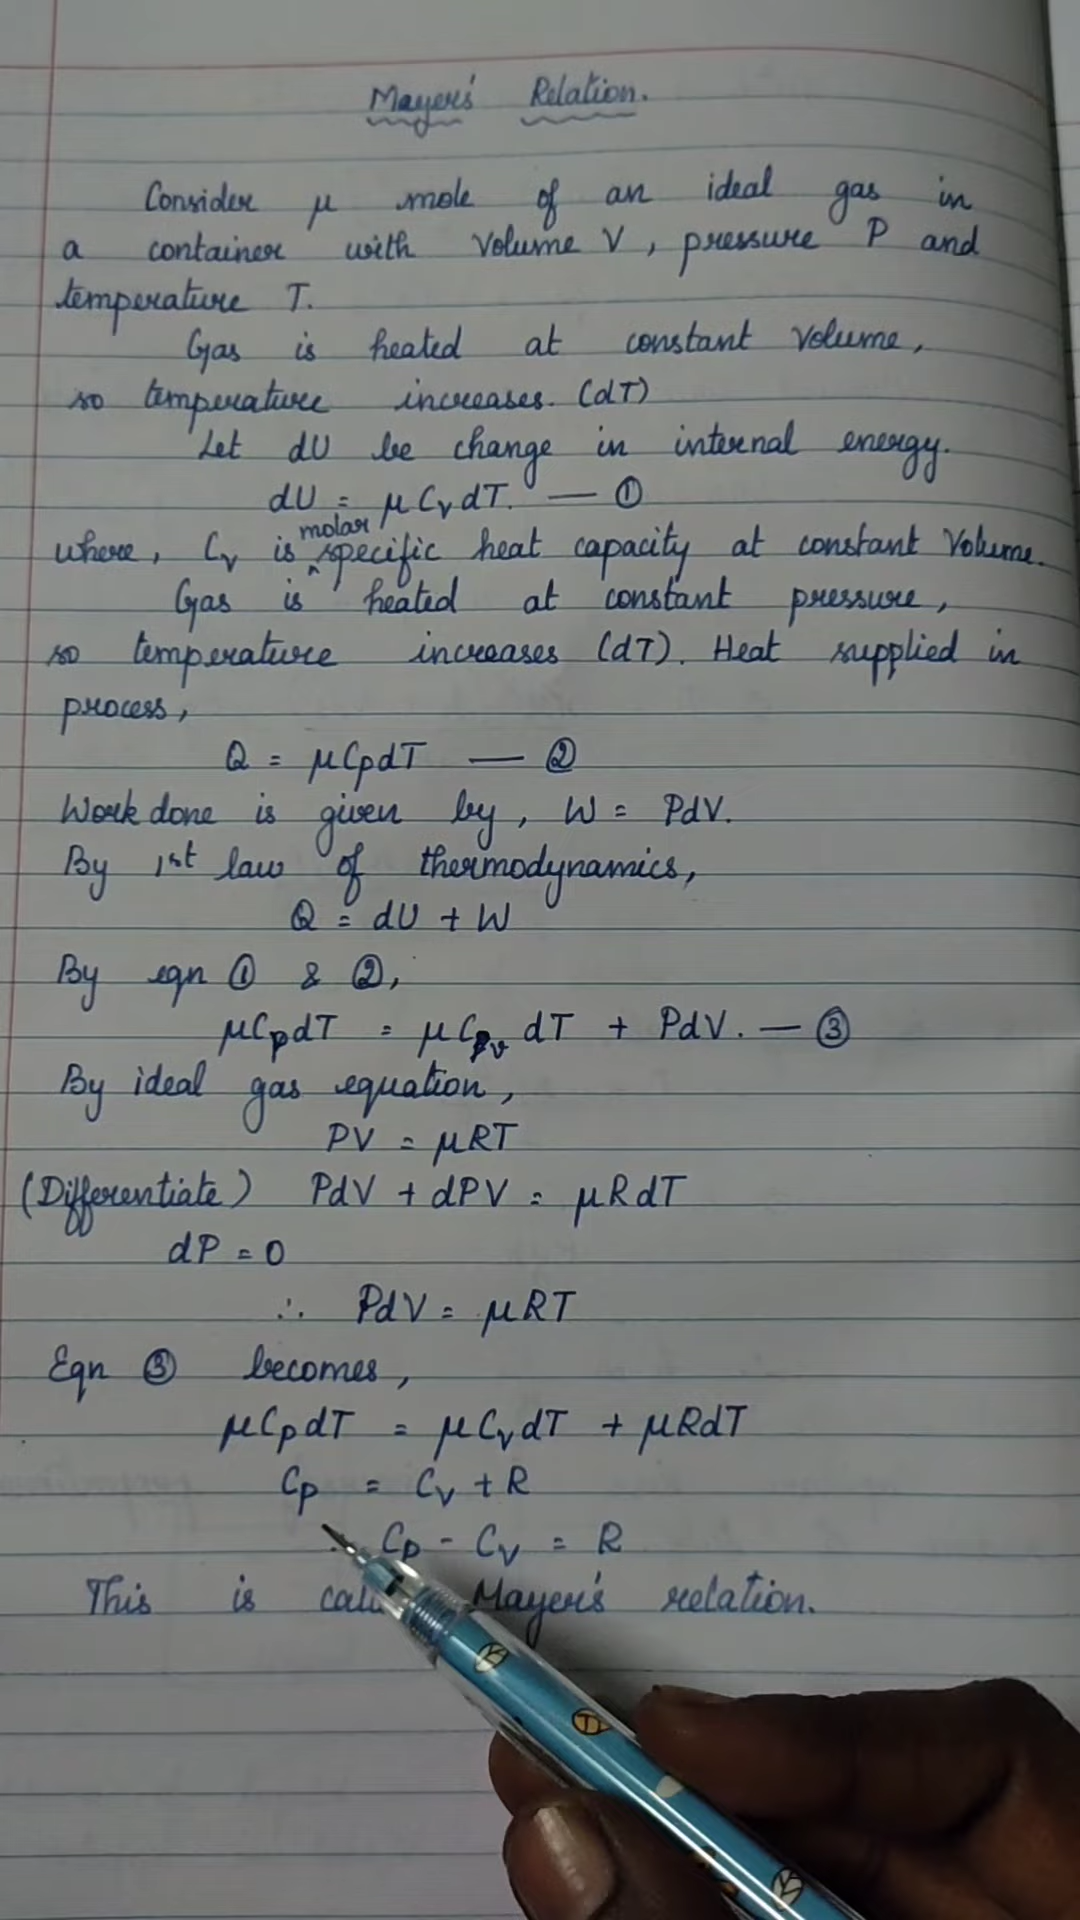 Mayer's Relation.
Consider μ mole of an ideal gas in
a container with Volume V, pressure P and
temperature T.
Gas is heated at constant Volume,
so temperature increases. (dT)
Let dU be change in internal energy.
dU = μCvdT. — ①
molar
where, Cv is ^ specific heat capacity at constant Volume.
Gas is heated at constant pressure,
so temperature increases (dT). Heat supplied in
process,
Q = μCpdT — ②
Work done is given by, W = PdV.
By 1st law of thermodynamics,
Q = dU + W
By eqn ① & ②,
μCpdT = μCv dT + PdV. — ③
By ideal gas equation,
PV = μRT
(Differentiate) PdV + dPV = μRdT
dP = 0
∴ PdV = μRT
Eqn ③ becomes,
μCpdT = μCvdT + μRdT
Cp = Cv + R
Cp - Cv = R
This is Mayer's relation.